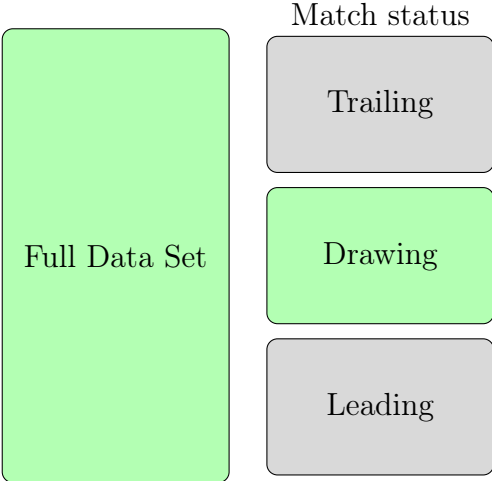 Match status
Trailing
Full Data Set
Drawing
Leading